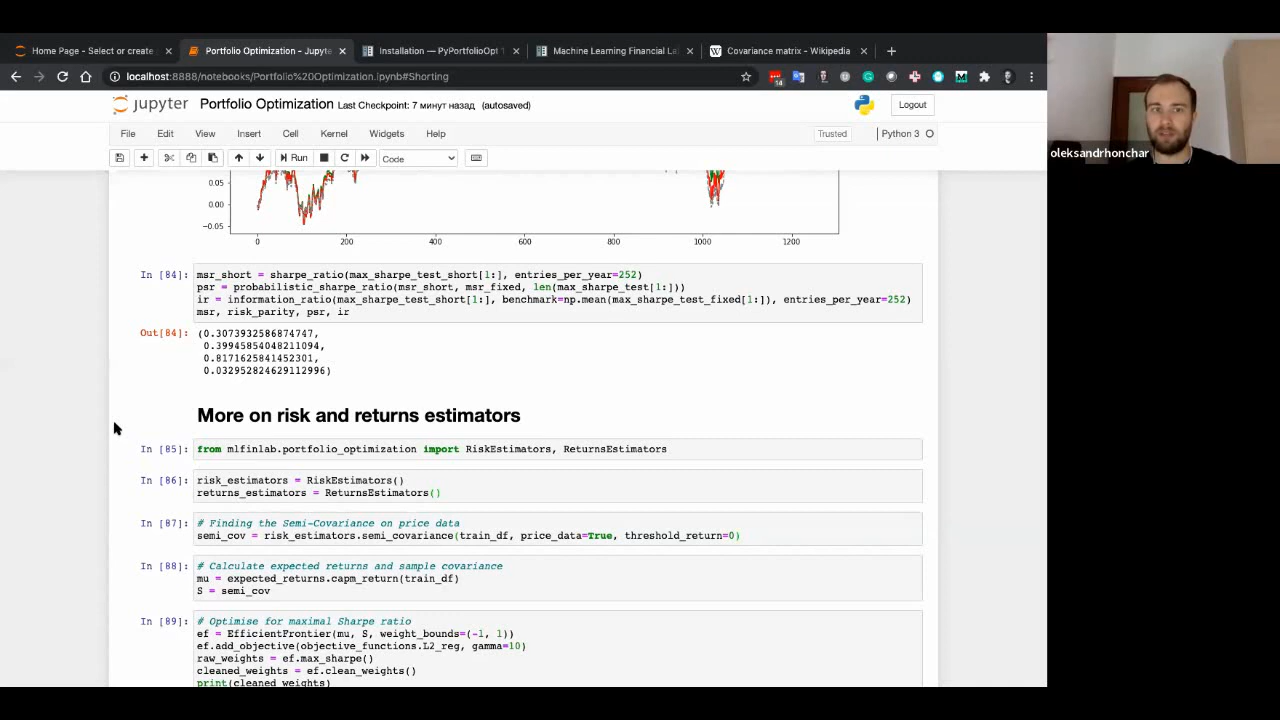 Home Page - Select or create
Portfolio Optimization - Jupyte
Installation — PyPortfolioOpt
Machine Learning Financial La
Covariance matrix - Wikipedia
localhost:8888/notebooks/Portfolio%20Optimization.ipynb#Shorting
14
jupyter Portfolio Optimization Last Checkpoint: 7 минут назад (autosaved)
Logout
File Edit View Insert Cell Kernel Widgets Help
Trusted Python 3
Run Code
oleksandrhonchar
0.05
0.00
−0.05
0 200 400 600 800 1000 1200
In [84]: msr_short = sharpe_ratio(max_sharpe_test_short[1:], entries_per_year=252)
psr = probabilistic_sharpe_ratio(msr_short, msr_fixed, len(max_sharpe_test[1:]))
ir = information_ratio(max_sharpe_test_short[1:], benchmark=np.mean(max_sharpe_test_fixed[1:]), entries_per_year=252)
msr, risk_parity, psr, ir
Out[84]: (0.3073932586874747,
0.39945854048211094,
0.8171625841452301,
0.032952824629112996)
More on risk and returns estimators
In [85]: from mlfinlab.portfolio_optimization import RiskEstimators, ReturnsEstimators
In [86]: risk_estimators = RiskEstimators()
returns_estimators = ReturnsEstimators()
In [87]: # Finding the Semi-Covariance on price data
semi_cov = risk_estimators.semi_covariance(train_df, price_data=True, threshold_return=0)
In [88]: # Calculate expected returns and sample covariance
mu = expected_returns.capm_return(train_df)
S = semi_cov
In [89]: # Optimise for maximal Sharpe ratio
ef = EfficientFrontier(mu, S, weight_bounds=(-1, 1))
ef.add_objective(objective_functions.L2_reg, gamma=10)
raw_weights = ef.max_sharpe()
cleaned_weights = ef.clean_weights()
print(cleaned_weights)